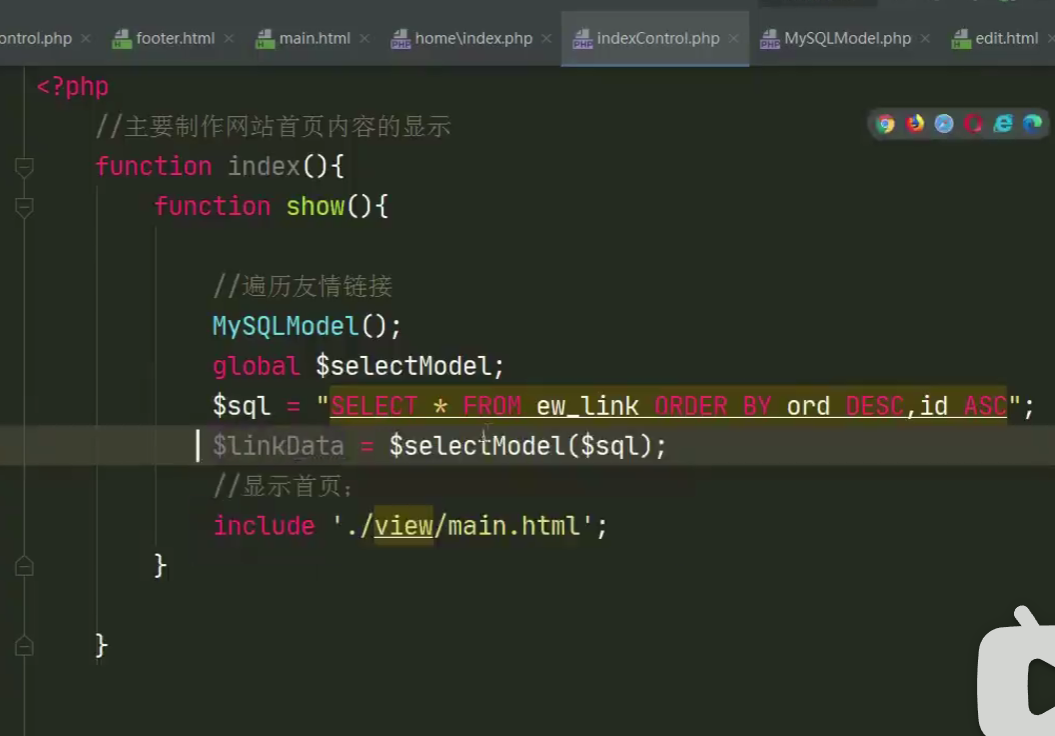 ontrol.php × footer.html × main.html × home\index.php × indexControl.php × MySQLModel.php × edit.html ×
<?php
//主要制作网站首页内容的显示
function index(){
function show(){
//遍历友情链接
MySQLModel();
global $selectModel;
$sql = "SELECT * FROM ew_link ORDER BY ord DESC,id ASC";
$linkData = $selectModel($sql);
//显示首页;
include './view/main.html';
}
}